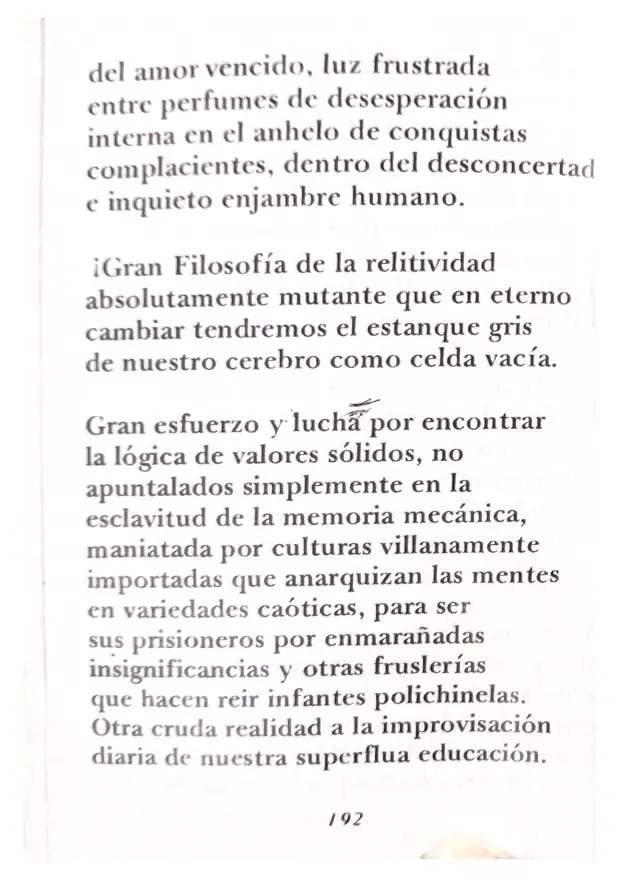 del amor vencido, luz frustrada
entre perfumes de desesperación
interna en el anhelo de conquistas
complacientes, dentro del desconcertad
e inquieto enjambre humano.
¡Gran Filosofía de la relitividad
absolutamente mutante que en eterno
cambiar tendremos el estanque gris
de nuestro cerebro como celda vacía.
Gran esfuerzo y lucha por encontrar
la lógica de valores sólidos, no
apuntalados simplemente en la
esclavitud de la memoria mecánica,
maniatada por culturas villanamente
importadas que anarquizan las mentes
en variedades caóticas, para ser
sus prisioneros por enmarañadas
insignificancias y otras fruslerías
que hacen reir infantes polichinelas.
Otra cruda realidad a la improvisación
diaria de nuestra superflua educación.
192